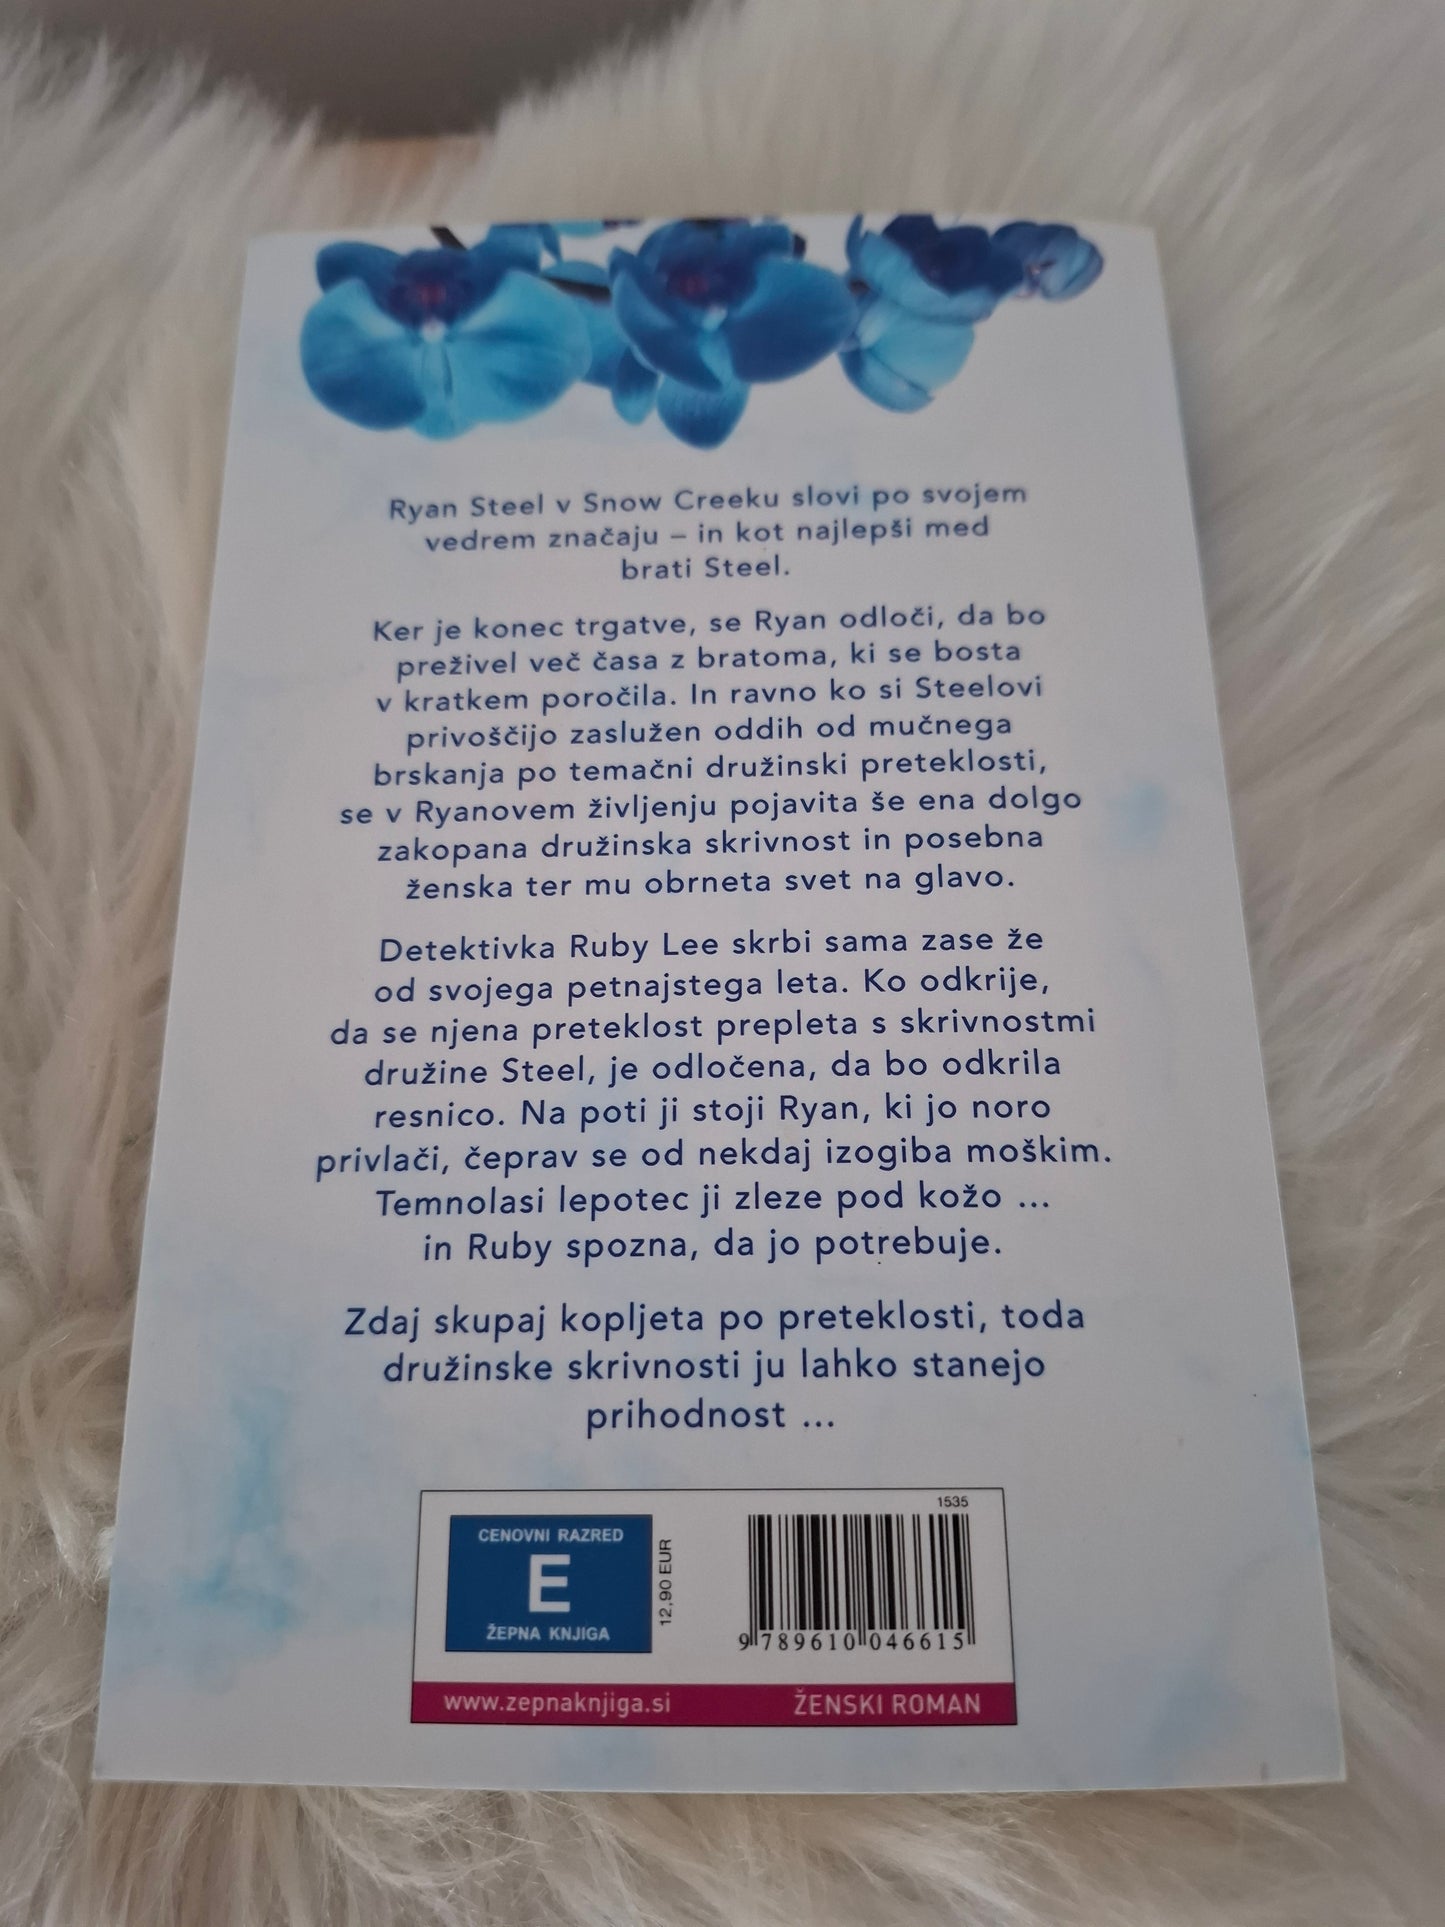 Ryan Steel v Snow Creeku slovi po svojem
vedrem značaju – in kot najlepši med
brati Steel.
Ker je konec trgatve, se Ryan odloči, da bo
preživel več časa z bratoma, ki se bosta
v kratkem poročila. In ravno ko si Steelovi
privoščijo zaslužen oddih od mučnega
brskanja po temačni družinski preteklosti,
se v Ryanovem življenju pojavita še ena dolgo
zakopana družinska skrivnost in posebna
ženska ter mu obrneta svet na glavo.
Detektivka Ruby Lee skrbi sama zase že
od svojega petnajstega leta. Ko odkrije,
da se njena preteklost prepleta s skrivnostmi
družine Steel, je odločena, da bo odkrila
resnico. Na poti ji stoji Ryan, ki jo noro
privlači, čeprav se od nekdaj izogiba moškim.
Temnolasi lepotec ji zleze pod kožo ...
in Ruby spozna, da jo potrebuje.
Zdaj skupaj kopljeta po preteklosti, toda
družinske skrivnosti ju lahko stanejo
prihodnost ...
CENOVNI RAZRED
E
ŽEPNA KNJIGA
12,90 EUR
1535
9 789610 046615
www.zepnaknjiga.si
ŽENSKI ROMAN